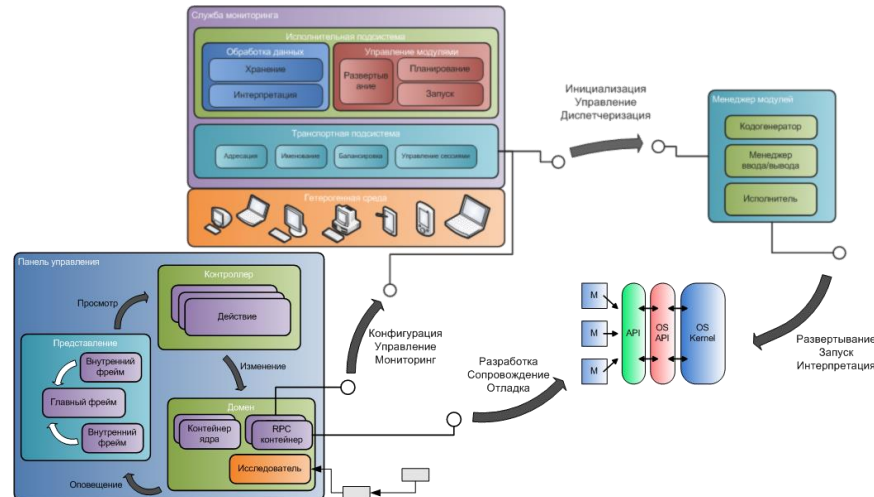 Служба мониторинга
Исполнительная подсистема
Обработка данных
Хранение
Интерпретация
Управление модулями
Развертыв
ание
Планирование
Запуск
Транспортная подсистема
Адресация
Именование
Балансировка
Управление сессиями
Гетерогенная среда
Инициализация
Управление
Диспетчеризация
Менеджер модулей
Кодогенератор
Менеджер
ввода/вывода
Исполнитель
Панель управления
Контроллер
Действие
Просмотр
Представление
Внутренний
фрейм
Главный фрейм
Внутренний
фрейм
Изменение
Домен
Контейнер
ядра
RPC
контейнер
Исследователь
Оповещение
Конфигурация
Управление
Мониторинг
Разработка
Сопровождение
Отладка
M
M
M
API
OS
API
OS
Kernel
Развертывание
Запуск
Интерпретация